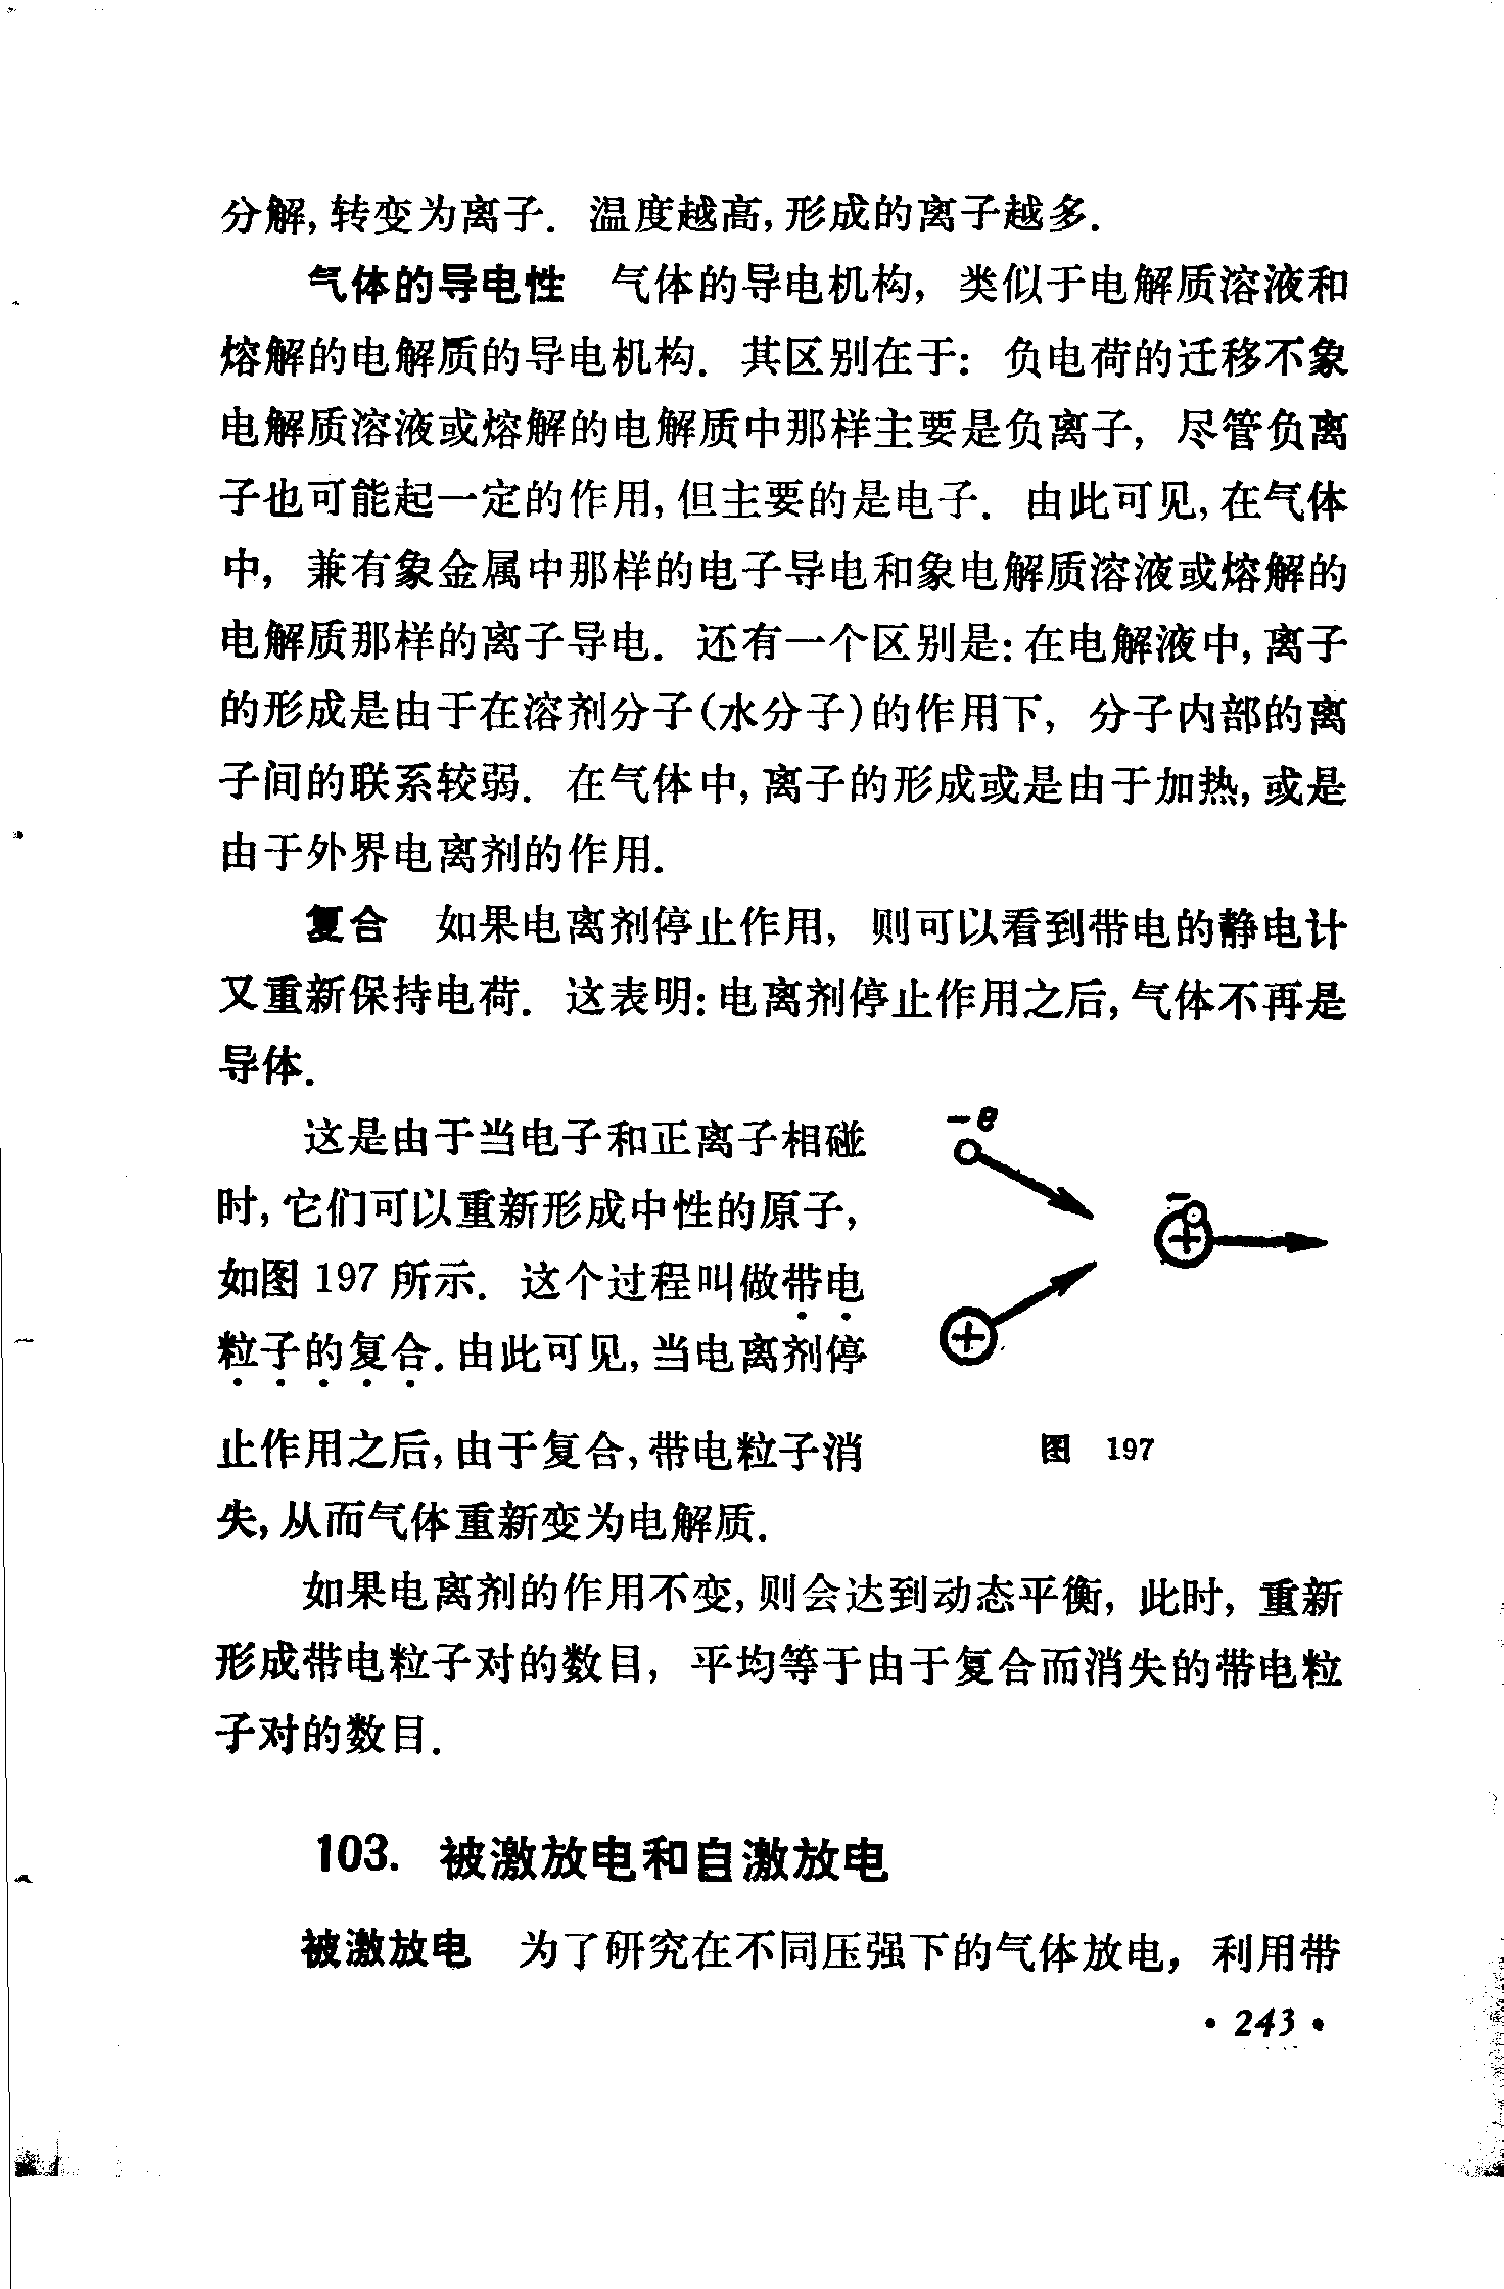 分解,转变为离子. 温度越高,形成的离子越多.
气体的导电性 气体的导电机构, 类似于电解质溶液和
熔解的电解质的导电机构. 其区别在于: 负电荷的迁移不象
电解质溶液或熔解的电解质中那样主要是负离子, 尽管负离
子也可能起一定的作用,但主要的是电子. 由此可见,在气体
中, 兼有象金属中那样的电子导电和象电解质溶液或熔解的
电解质那样的离子导电. 还有一个区别是:在电解液中,离子
的形成是由于在溶剂分子(水分子)的作用下, 分子内部的离
子间的联系较弱. 在气体中,离子的形成或是由于加热,或是
由于外界电离剂的作用.
复合 如果电离剂停止作用, 则可以看到带电的静电计
又重新保持电荷. 这表明:电离剂停止作用之后,气体不再是
导体.
这是由于当电子和正离子相碰
时,它们可以重新形成中性的原子,
如图 197 所示. 这个过程叫做带电
粒子的复合.由此可见,当电离剂停
止作用之后,由于复合,带电粒子消
失,从而气体重新变为电解质.
-e
-
+
+
图 197
如果电离剂的作用不变,则会达到动态平衡, 此时, 重新
形成带电粒子对的数目, 平均等于由于复合而消失的带电粒
子对的数目.
103. 被激放电和自激放电
被激放电 为了研究在不同压强下的气体放电, 利用带
• 243 •